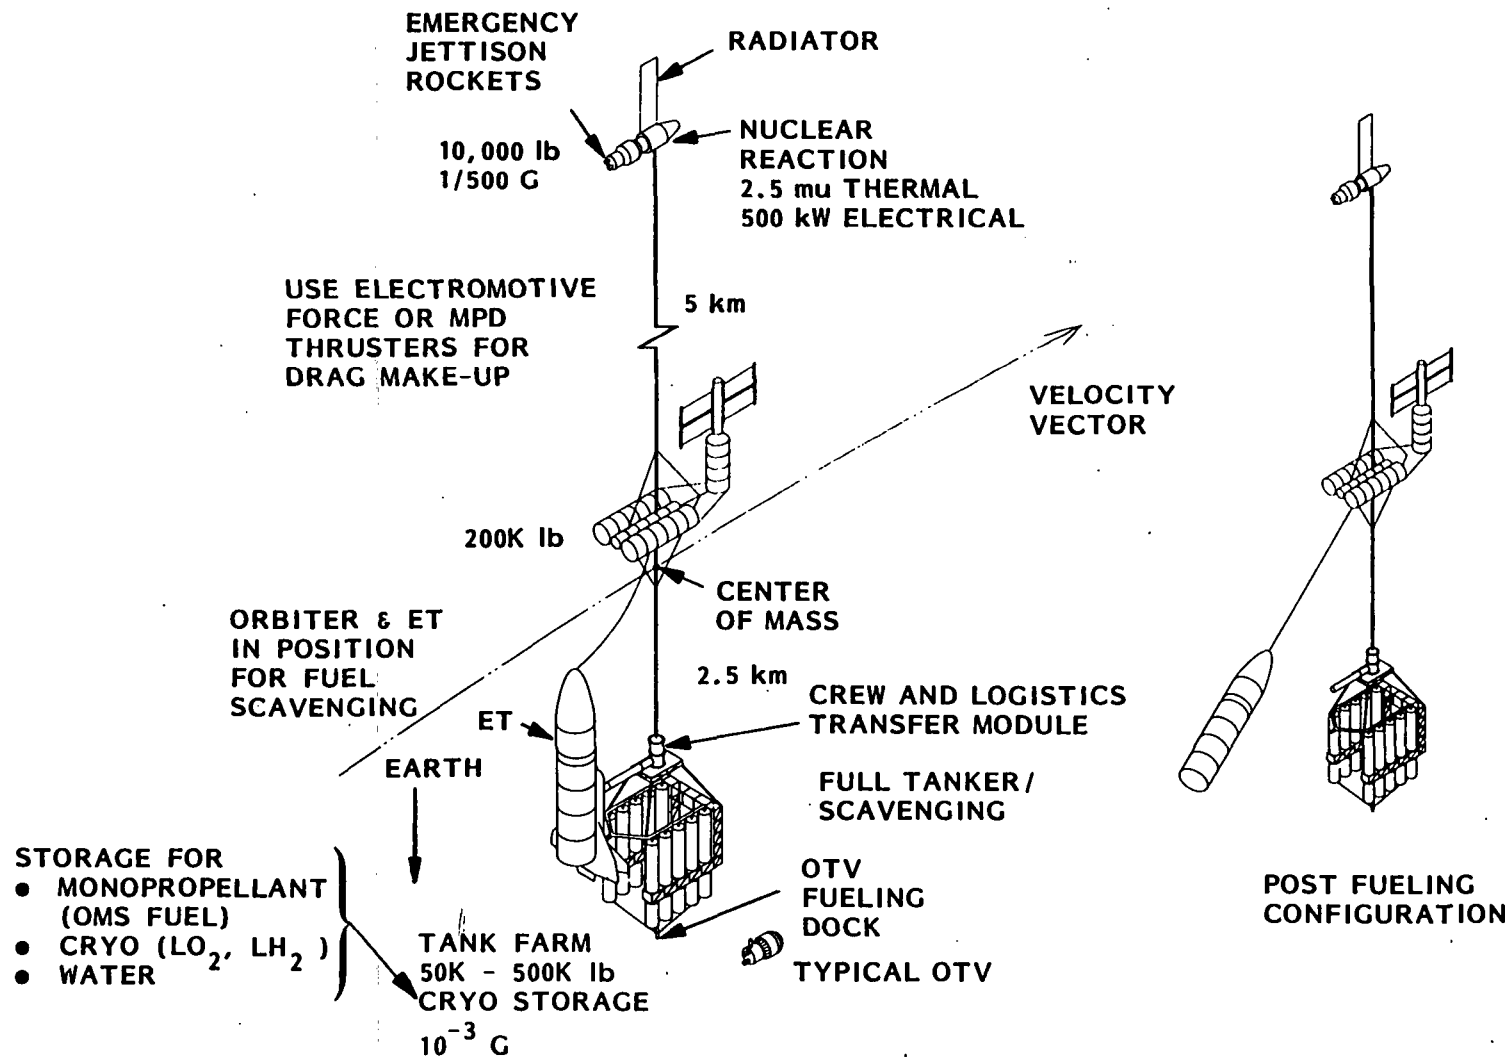 EMERGENCY
JETTISON
ROCKETS
RADIATOR
10,000 lb
1/500 G
NUCLEAR
REACTION
2.5 mu THERMAL
500 kW ELECTRICAL
USE ELECTROMOTIVE
FORCE OR MPD
THRUSTERS FOR
DRAG MAKE-UP
5 km
VELOCITY
VECTOR
200K lb
CENTER
OF MASS
ORBITER & ET
IN POSITION
FOR FUEL
SCAVENGING
2.5 km
ET
CREW AND LOGISTICS
TRANSFER MODULE
EARTH
FULL TANKER/
SCAVENGING
STORAGE FOR
● MONOPROPELLANT
(OMS FUEL)
● CRYO (LO₂, LH₂ )
● WATER
TANK FARM
50K - 500K lb
CRYO STORAGE
10⁻³ G
OTV
FUELING
DOCK
TYPICAL OTV
POST FUELING
CONFIGURATION